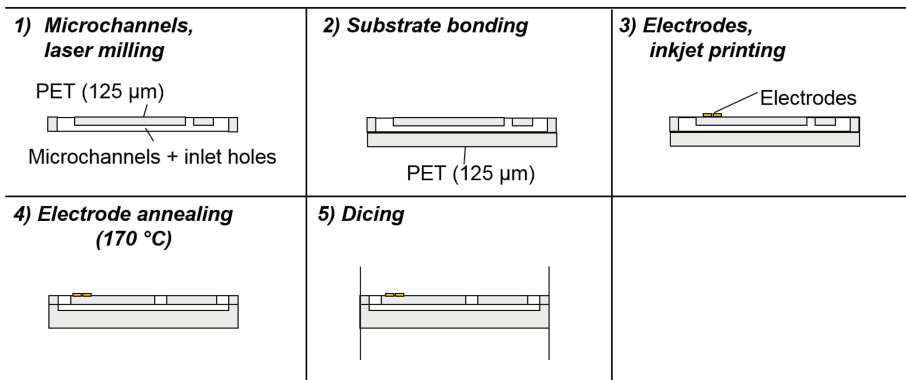 1) Microchannels,
laser milling
PET (125 µm)
Microchannels + inlet holes
2) Substrate bonding
PET (125 µm)
3) Electrodes,
inkjet printing
Electrodes
4) Electrode annealing
(170 °C)
5) Dicing